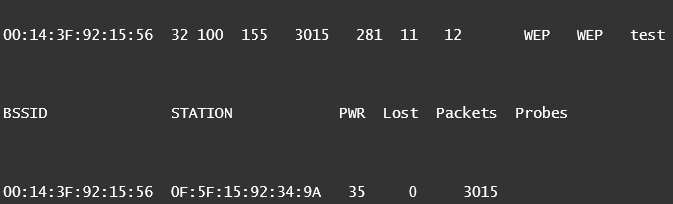 00:14:3F:92:15:56 32 100 155 3015 281 11 12 WEP WEP test
BSSID STATION PWR Lost Packets Probes
00:14:3F:92:15:56 0F:5F:15:92:34:9A 35 0 3015